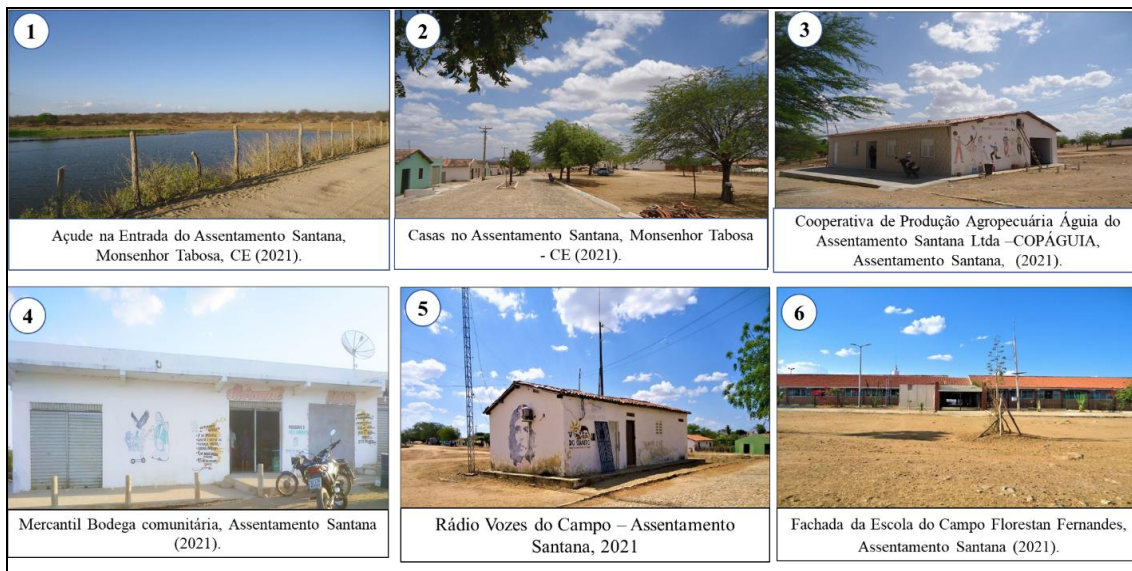 1
Açude na Entrada do Assentamento Santana,
Monsenhor Tabosa, CE (2021).
2
Casas no Assentamento Santana, Monsenhor Tabosa
- CE (2021).
3
Cooperativa de Produção Agropecuária Águia do
Assentamento Santana Ltda –COPÁGUIA,
Assentamento Santana, (2021).
4
Mercantil Bodega comunitária, Assentamento Santana
(2021).
5
DO CAMPO
Rádio Vozes do Campo – Assentamento
Santana, 2021
6
Fachada da Escola do Campo Florestan Fernandes,
Assentamento Santana (2021).